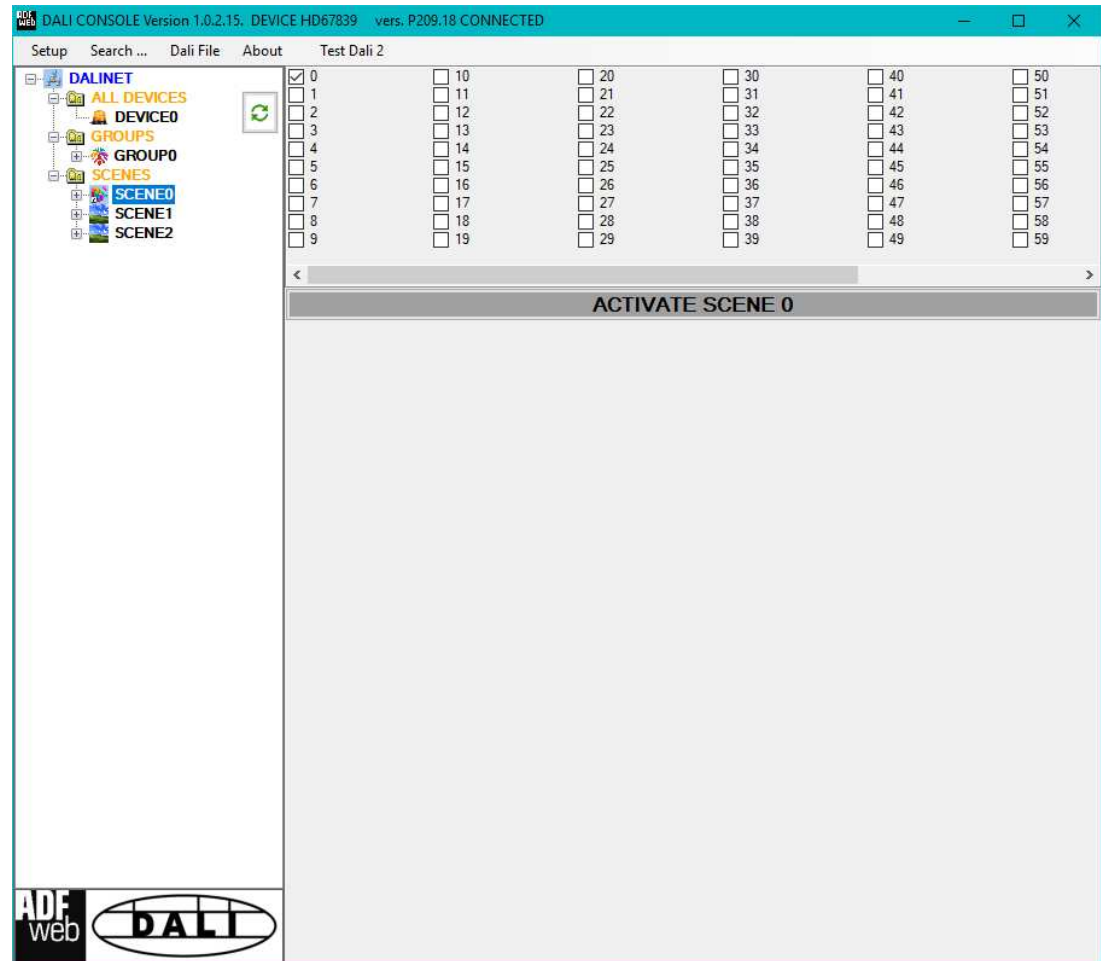 DALI CONSOLE Version 1.0.2.15. DEVICE HD67839 vers. P209.18 CONNECTED
Setup Search ... Dali File About Test Dali 2
DALINET
ALL DEVICES
DEVICE0
GROUPS
GROUP0
SCENES
SCENE0
SCENE1
SCENE2
0 10 20 30 40 50
1 11 21 31 41 51
2 12 22 32 42 52
3 13 23 33 43 53
4 14 24 34 44 54
5 15 25 35 45 55
6 16 26 36 46 56
7 17 27 37 47 57
8 18 28 38 48 58
9 19 29 39 49 59
ACTIVATE SCENE 0
ADF
web
DALI